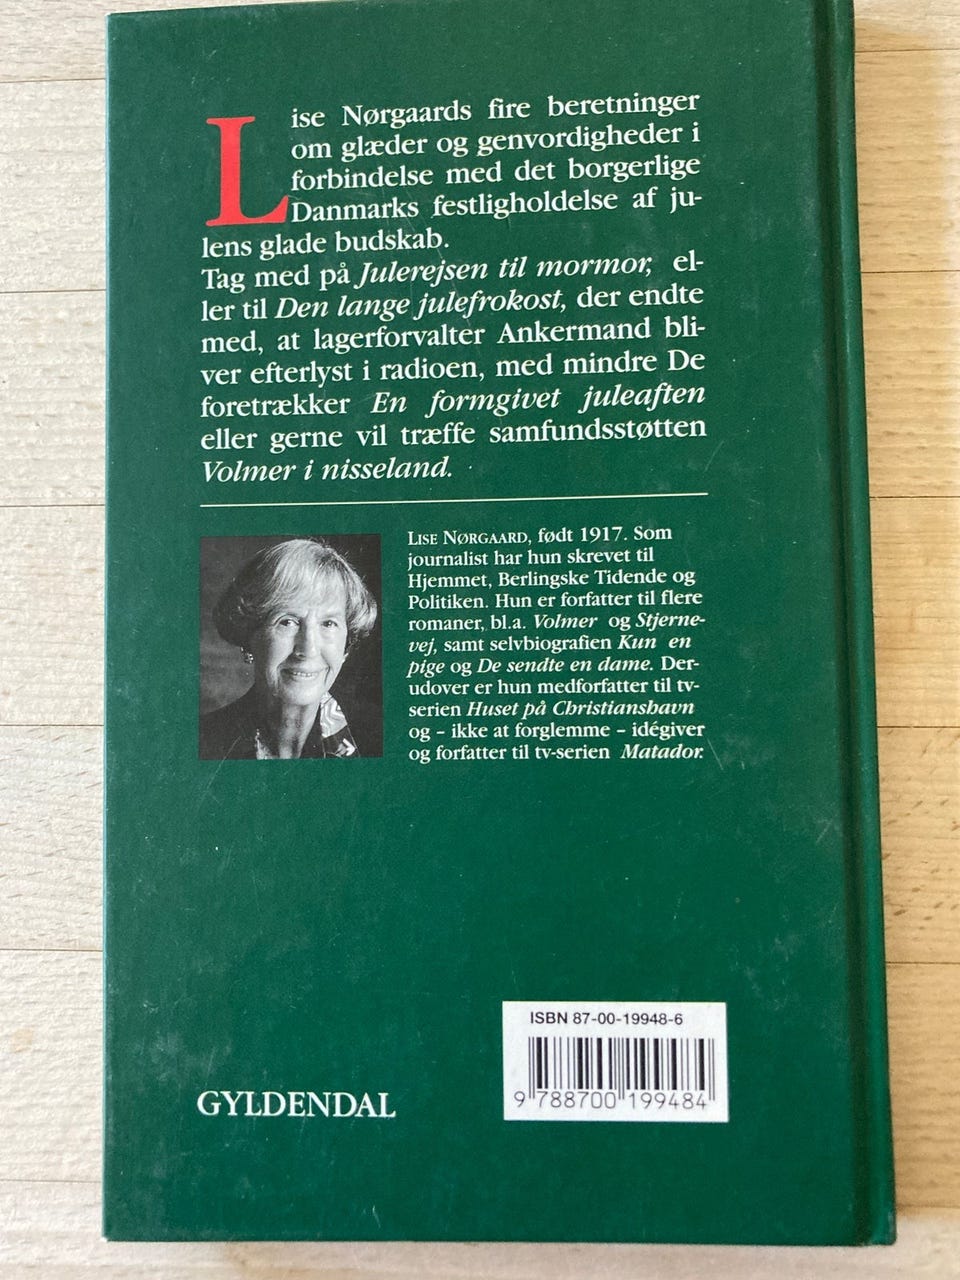 Lise Nørgaards fire beretninger
om glæder og genvordigheder i
forbindelse med det borgerlige
Danmarks festligholdelse af ju-
lens glade budskab.
Tag med på Julerejsen til mormor, el-
ler til Den lange julefrokost, der endte
med, at lagerforvalter Ankermand bli-
ver efterlyst i radioen, med mindre De
foretrækker En formgivet juleaften
eller gerne vil træffe samfundsstøtten
Volmer i nisseland.
LISE NØRGAARD, født 1917. Som
journalist har hun skrevet til
Hjemmet, Berlingske Tidende og
Politiken. Hun er forfatter til flere
romaner, bl.a. Volmer og Stjerne-
vej, samt selvbiografien Kun en
pige og De sendte en dame. Der-
udover er hun medforfatter til tv-
serien Huset på Christianshavn
og – ikke at forglemme – idégiver
og forfatter til tv-serien Matador.
ISBN 87-00-19948-6
9 788700 199484
GYLDENDAL